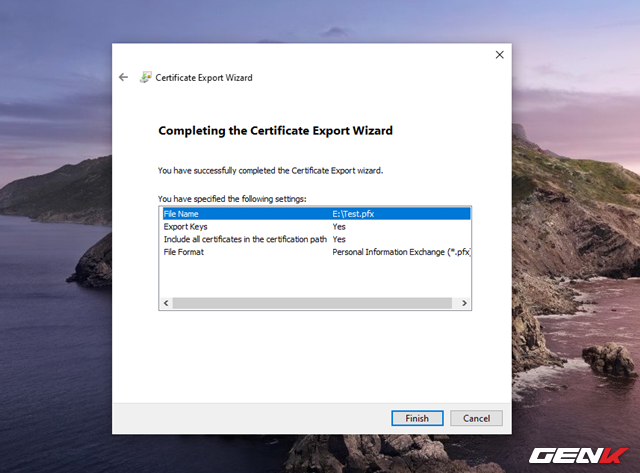 Certificate Export Wizard
Completing the Certificate Export Wizard
You have successfully completed the Certificate Export wizard.
You have specified the following settings:
File Name E:\Test.pfx
Export Keys Yes
Include all certificates in the certification path Yes
File Format Personal Information Exchange (*.pfx)
Finish Cancel
GENK